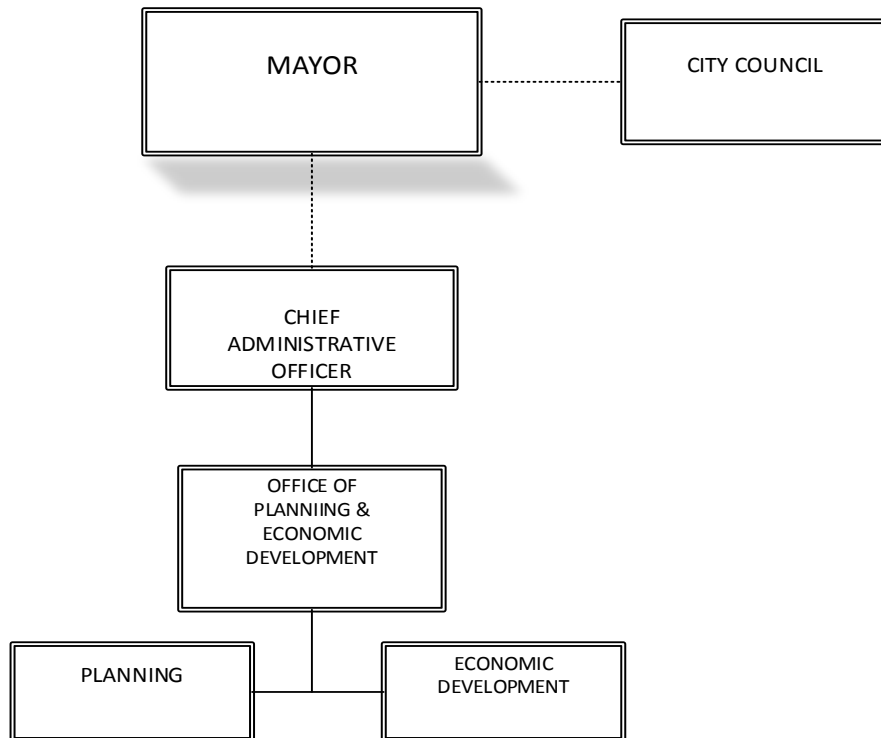 MAYOR
CITY COUNCIL
CHIEF
ADMINISTRATIVE
OFFICER
OFFICE OF
PLANNIING &
ECONOMIC
DEVELOPMENT
PLANNING
ECONOMIC
DEVELOPMENT